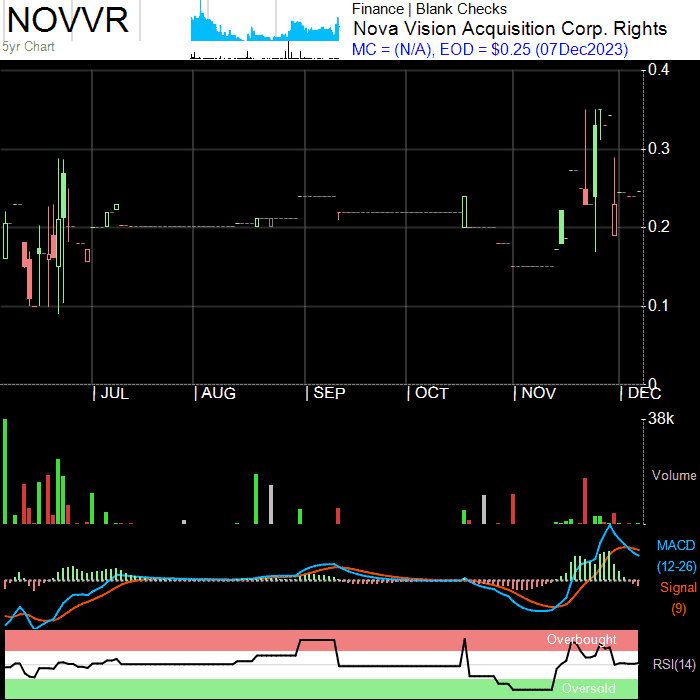 NOVVR
5yr Chart
Finance | Blank Checks
Nova Vision Acquisition Corp. Rights
MC = (N/A), EOD = $0.25 (07Dec2023)
0.4
0.3
0.2
0.1
0
JUL
AUG
SEP
OCT
NOV
DEC
38k
Volume
MACD
(12-26)
Signal
(9)
Overbought
RSI(14)
Oversold